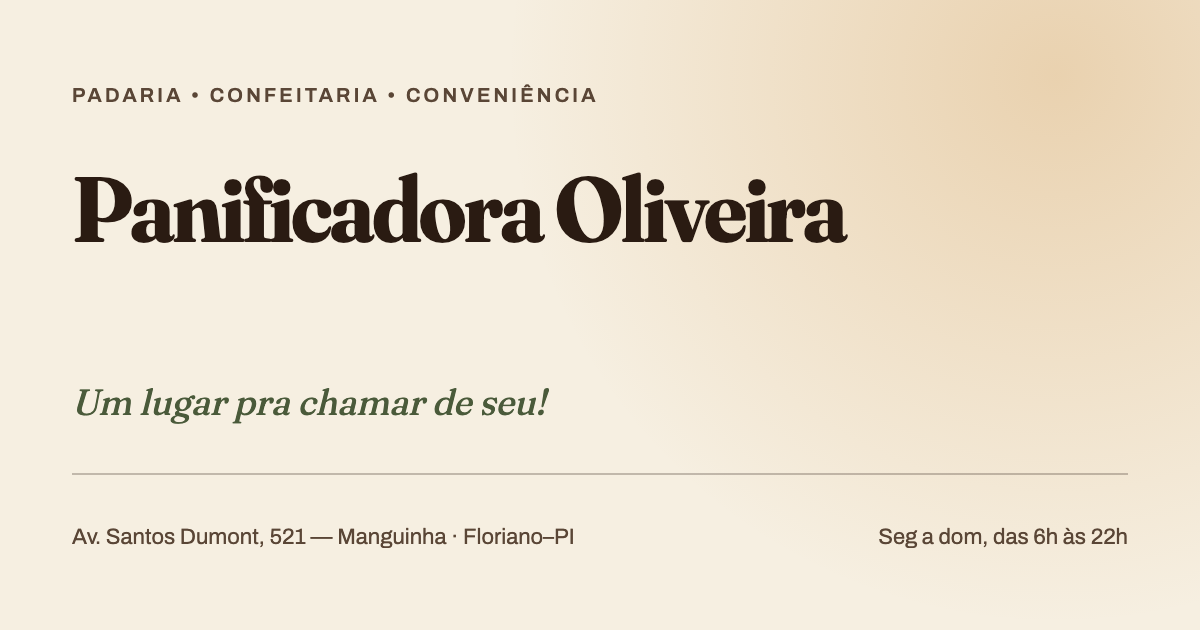 PADARIA • CONFEITARIA • CONVENIÊNCIA
Panificadora Oliveira
Um lugar pra chamar de seu!
Av. Santos Dumont, 521 — Manguinha · Floriano–PI
Seg a dom, das 6h às 22h